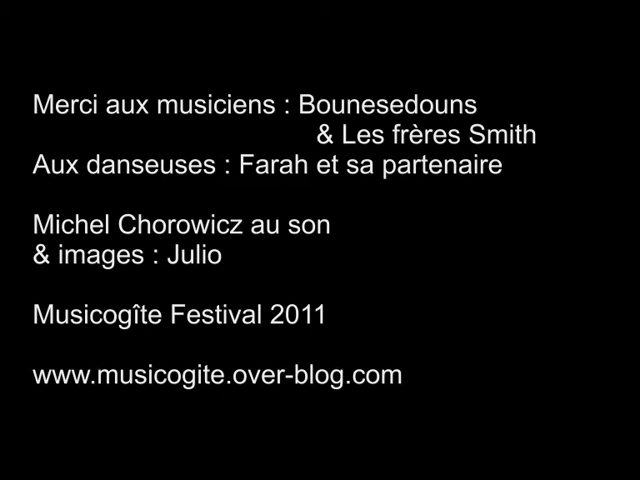 Merci aux musiciens : Bounesedouns
& Les frères Smith
Aux danseuses : Farah et sa partenaire
Michel Chorowicz au son
& images : Julio
Musicogîte Festival 2011
www.musicogite.over-blog.com